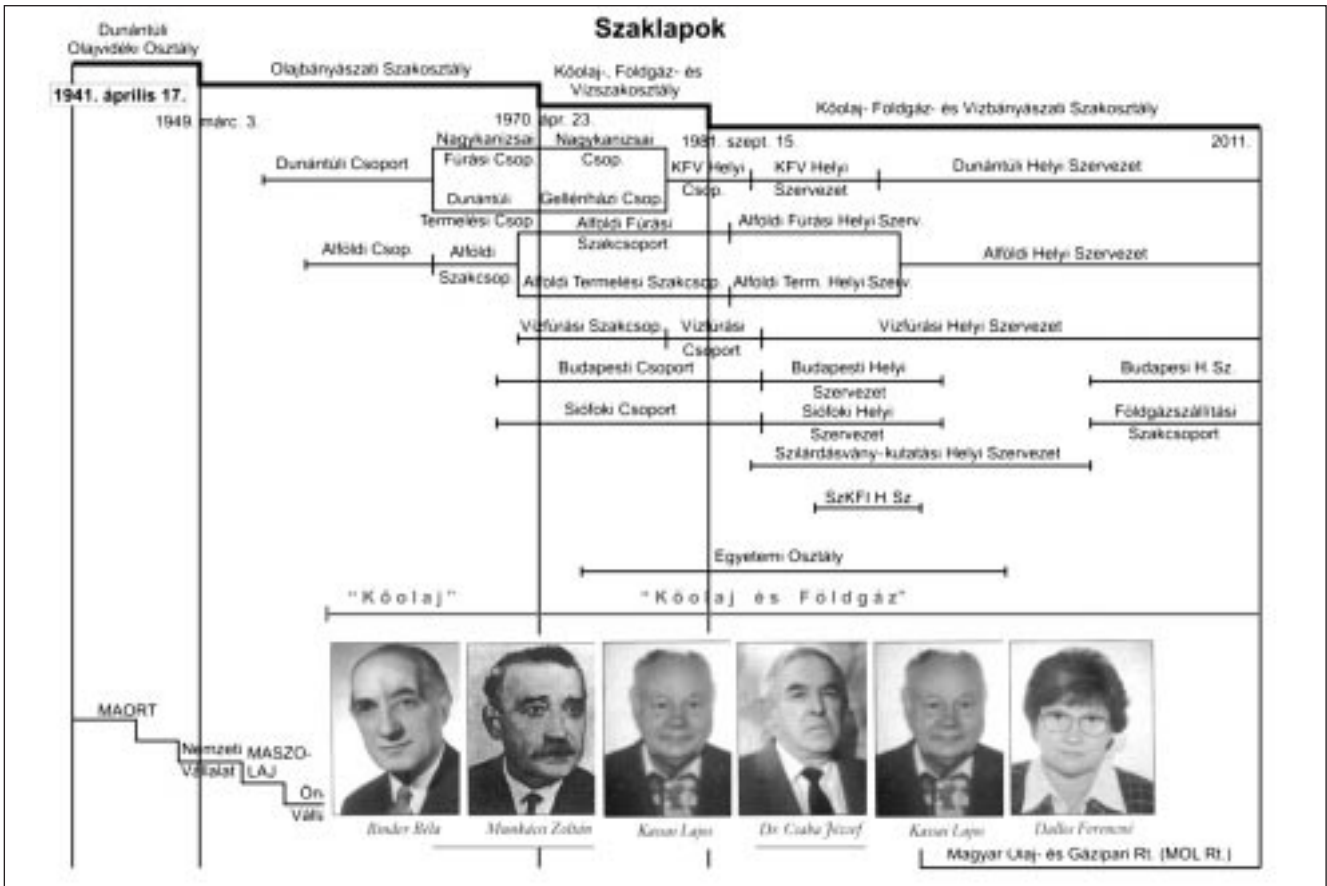 Szaklapok
Dunántúli
Olajvidéki Osztály
Olajbányászati Szakosztály
Kőolaj-, Földgáz- és
Vízszakosztály
Kőolaj- Földgáz- és Vízbányászati Szakosztály
1941. április 17.
1949. márc. 3.
1970. ápr. 23.
1981. szept. 15.
2011.
Dunántúli Csoport
Nagykanizsai
Fúrási Csop.
Nagykanizsai
Csop.
Dunántúli
Termelési Csop.
Gellénházi Csop.
KFV Helyi
Csop.
KFV Helyi
Szervezet
Dunántúli Helyi Szervezet
Alföldi Csop.
Alföldi
Szakcsop.
Alföldi Fúrási
Szakcsoport
Alföldi Fúrási Helyi Szerv.
Alföldi Termelési Szakcsop.
Alföldi Term. Helyi Szerv.
Alföldi Helyi Szervezet
Vízfúrási Szakcsop.
Vízfúrási
Csoport
Vízfúrási Helyi Szervezet
Budapesti Csoport
Budapesti Helyi
Szervezet
Budapesi H. Sz.
Siófoki Csoport
Siófoki Helyi
Szervezet
Földgázszállítási
Szakcsoport
Szilárdásvány-kutatási Helyi Szervezet
SzKFI H. Sz.
Egyetemi Osztály
"Kőolaj"
"Kőolaj és Földgáz"
MAORT
Nemzeti
Vállalat
MASZO-
LAJ
Ön.
Váll.
Binder Béla
Munkácsi Zoltán
Kassai Lajos
Dr. Csaba József
Kassai Lajos
Dallos Ferencné
Magyar Olaj- és Gázipari Rt. (MOL Rt.)